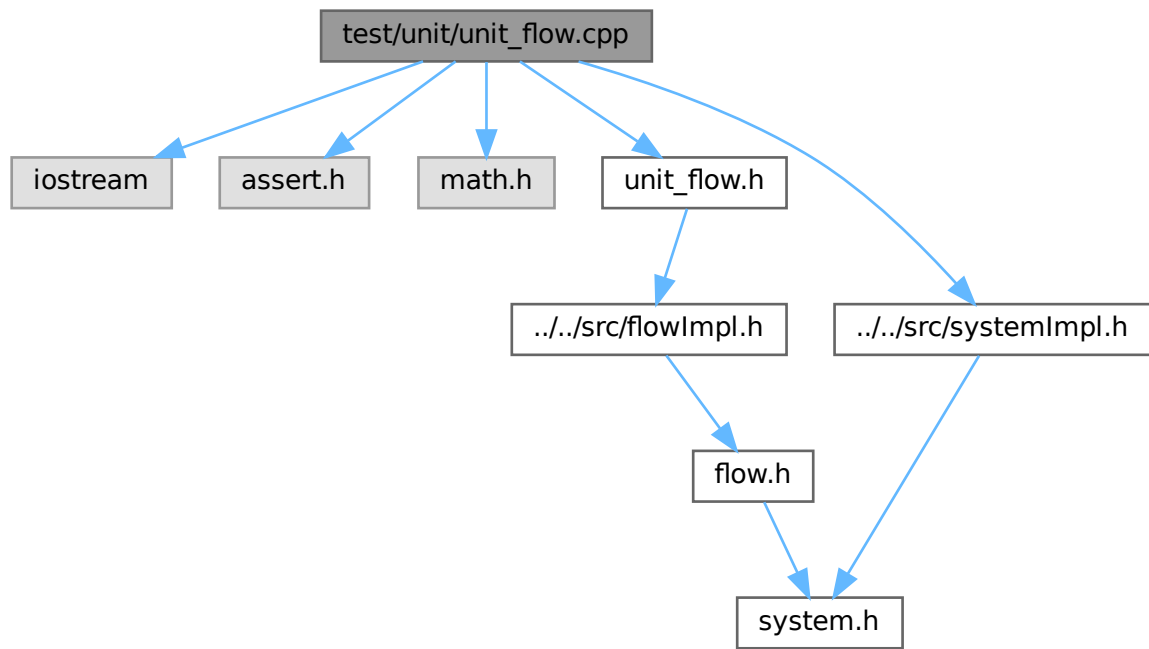 test/unit/unit_flow.cpp
iostream
assert.h
math.h
unit_flow.h
../../src/flowImpl.h
../../src/systemImpl.h
flow.h
system.h